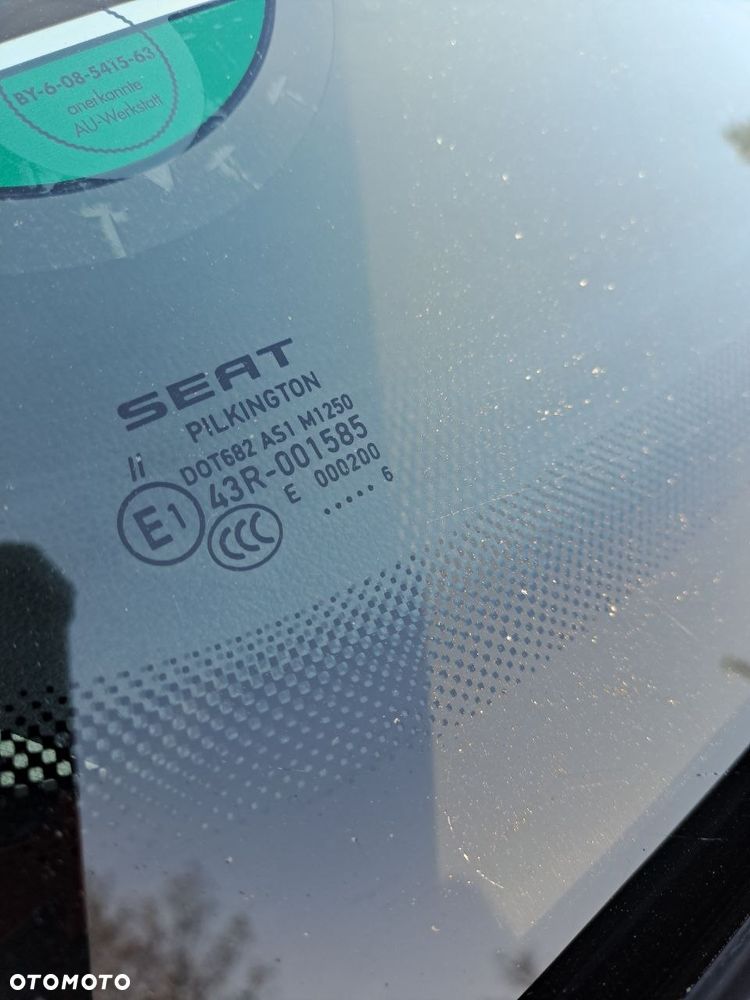 BY-6-08-5415-63
anerkannte
AU-Werkstatt
SEAT
PILKINGTON
II DOT682 AS1 M1250
43R-001585
E1 E 000200
CCC ..... 6
OTOMOTO